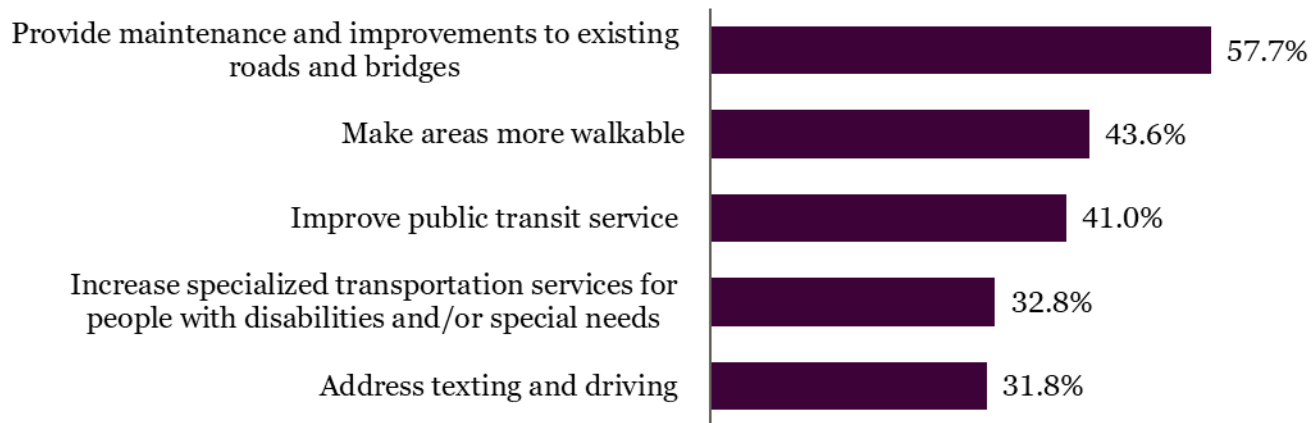 Provide maintenance and improvements to existing
roads and bridges
57.7%
Make areas more walkable
43.6%
Improve public transit service
41.0%
Increase specialized transportation services for
people with disabilities and/or special needs
32.8%
Address texting and driving
31.8%